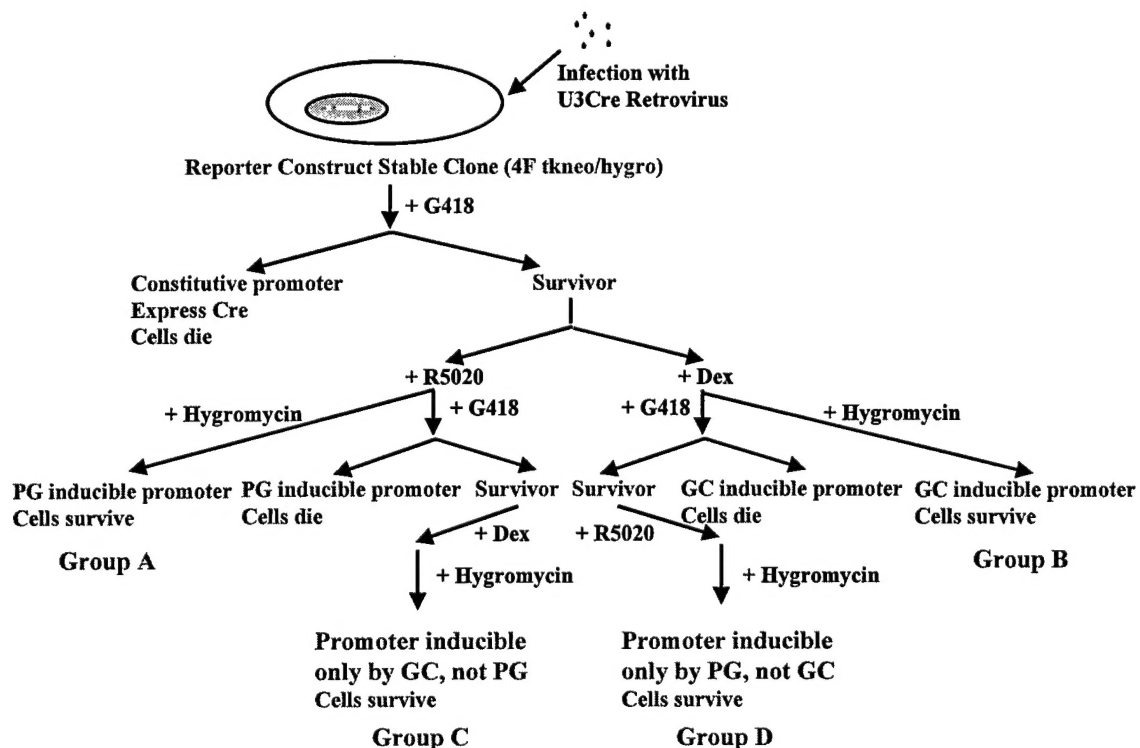 Infection with
U3Cre Retrovirus
Reporter Construct Stable Clone (4F tkneo/hygro)
+ G418
Constitutive promoter
Express Cre
Cells die
Survivor
+ R5020
+ Dex
+ Hygromycin
+ G418
+ G418
+ Hygromycin
PG inducible promoter
Cells survive
Group A
PG inducible promoter
Cells die
Survivor
Survivor
GC inducible promoter
Cells die
GC inducible promoter
Cells survive
Group B
+ Dex
+ R5020
+ Hygromycin
+ Hygromycin
Promoter inducible
only by GC, not PG
Cells survive
Group C
Promoter inducible
only by PG, not GC
Cells survive
Group D